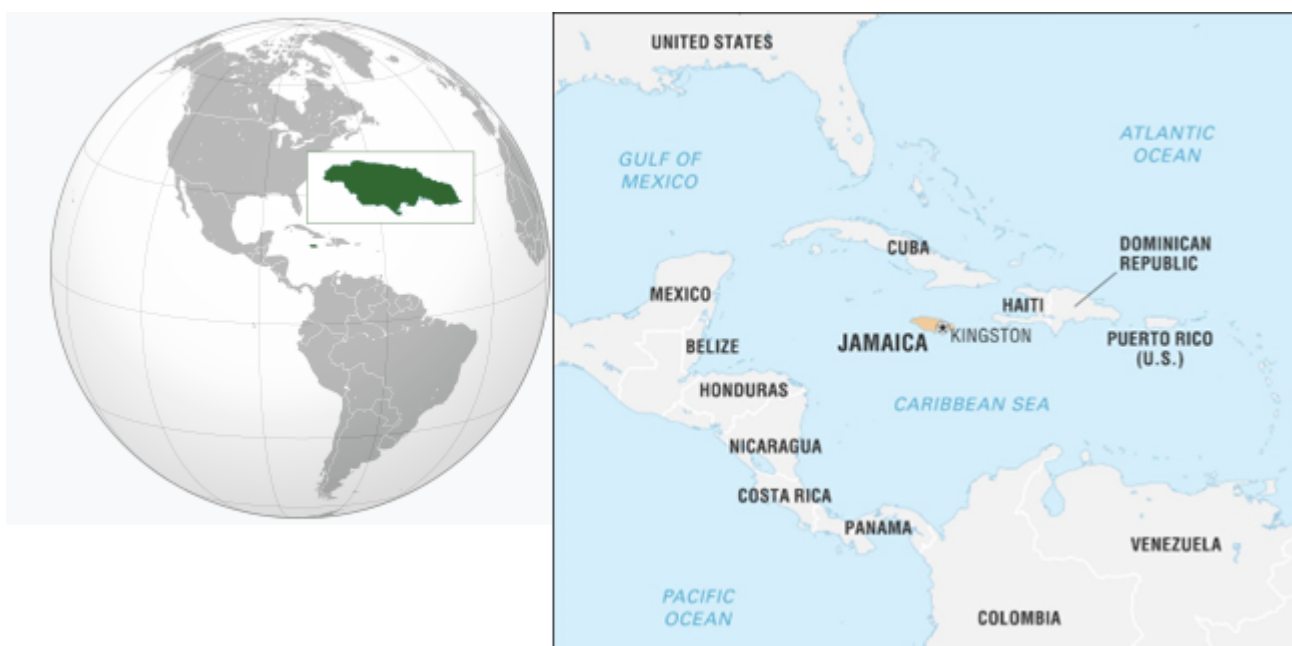 UNITED STATES
ATLANTIC
OCEAN
GULF OF
MEXICO
CUBA
DOMINICAN
REPUBLIC
MEXICO
HAITI
JAMAICA
KINGSTON
PUERTO RICO
(U.S.)
BELIZE
HONDURAS
CARIBBEAN SEA
NICARAGUA
COSTA RICA
PANAMA
VENEZUELA
PACIFIC
OCEAN
COLOMBIA